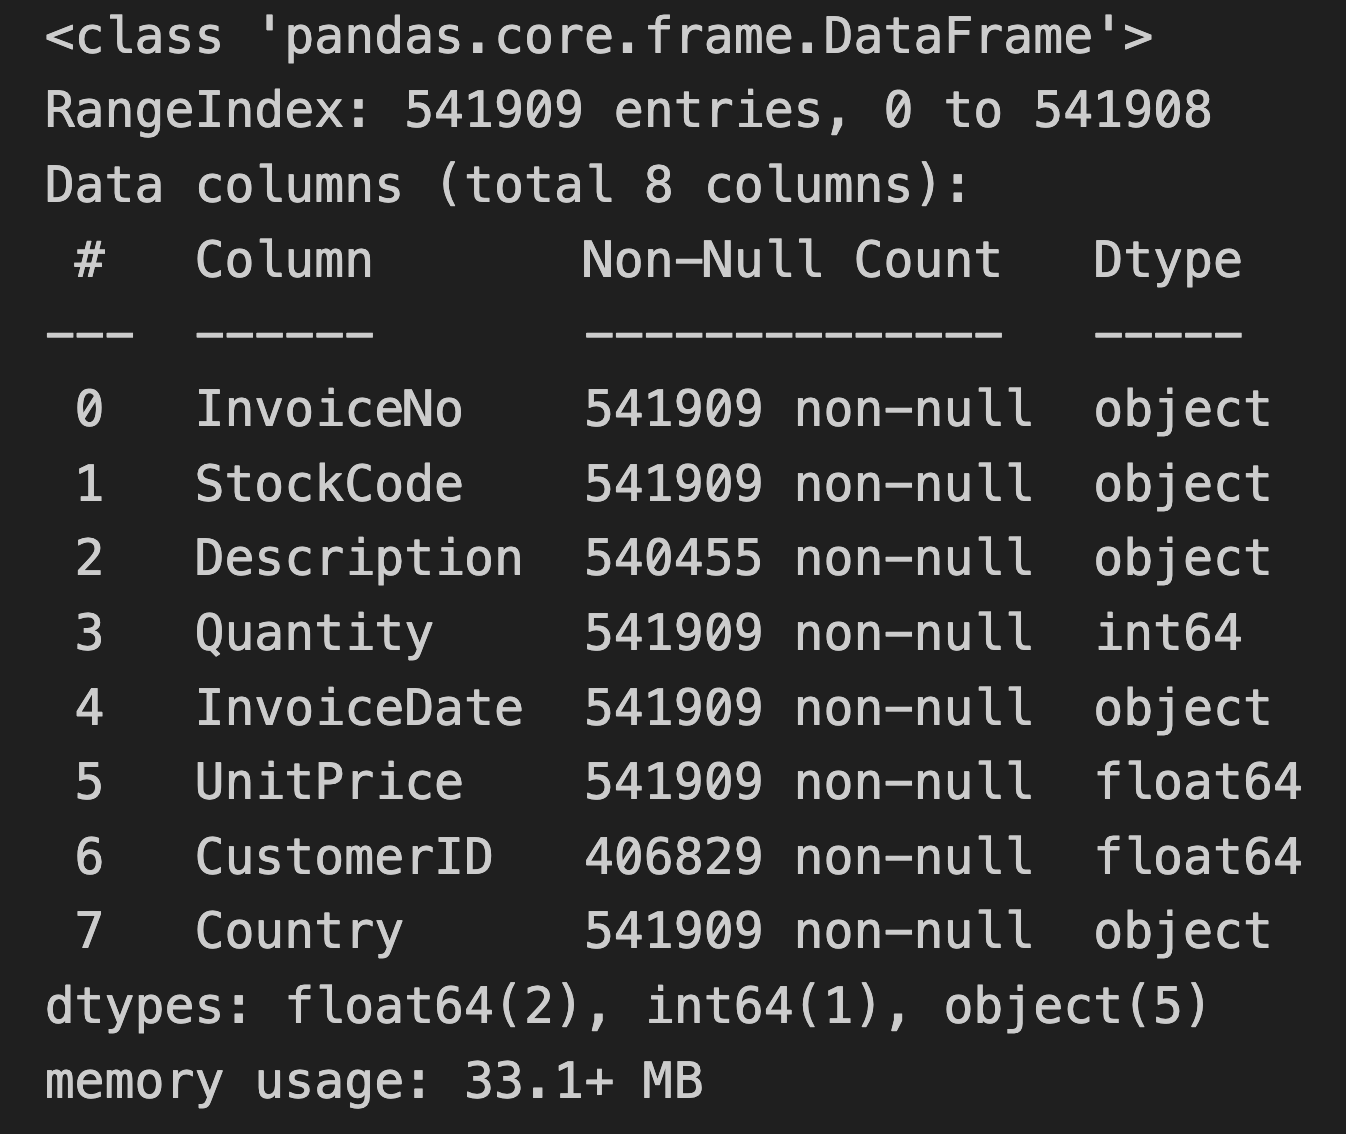 <class 'pandas.core.frame.DataFrame'>
RangeIndex: 541909 entries, 0 to 541908
Data columns (total 8 columns):
 #   Column       Non-Null Count   Dtype
---  ------       --------------   -----
 0   InvoiceNo    541909 non-null  object
 1   StockCode    541909 non-null  object
 2   Description  540455 non-null  object
 3   Quantity     541909 non-null  int64
 4   InvoiceDate  541909 non-null  object
 5   UnitPrice    541909 non-null  float64
 6   CustomerID   406829 non-null  float64
 7   Country      541909 non-null  object
dtypes: float64(2), int64(1), object(5)
memory usage: 33.1+ MB